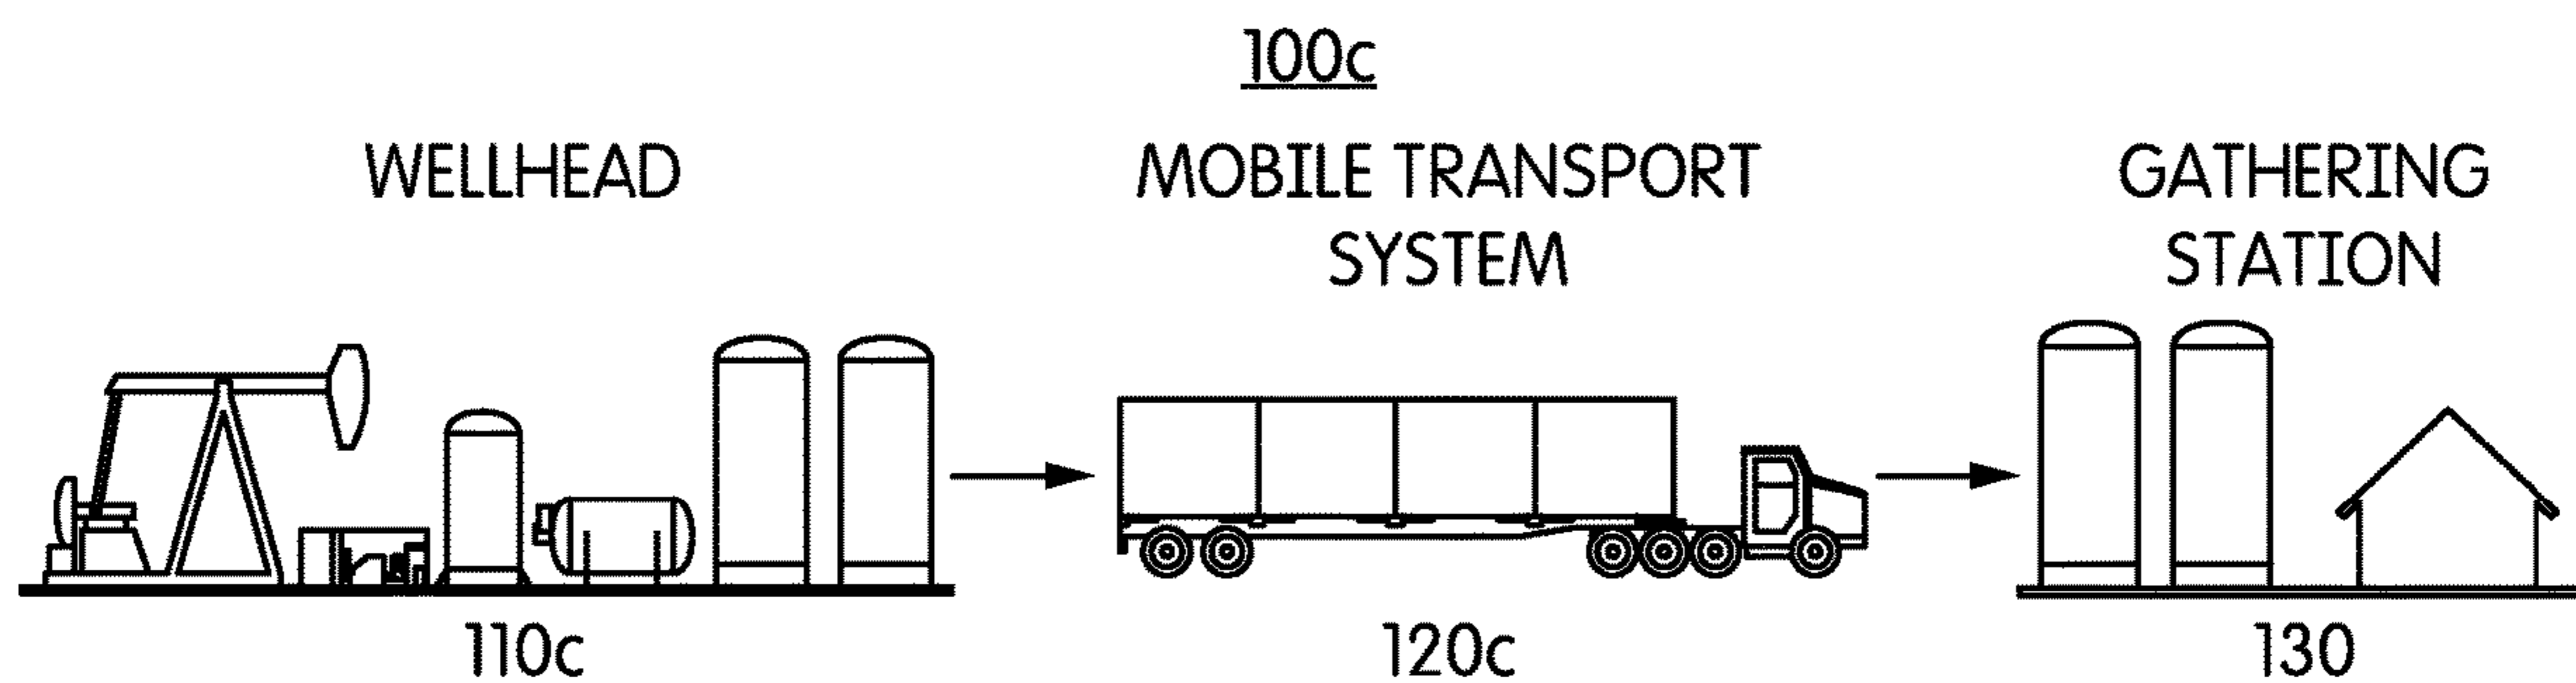 100c
WELLHEAD
MOBILE TRANSPORT
SYSTEM
GATHERING
STATION
110c
120c
130